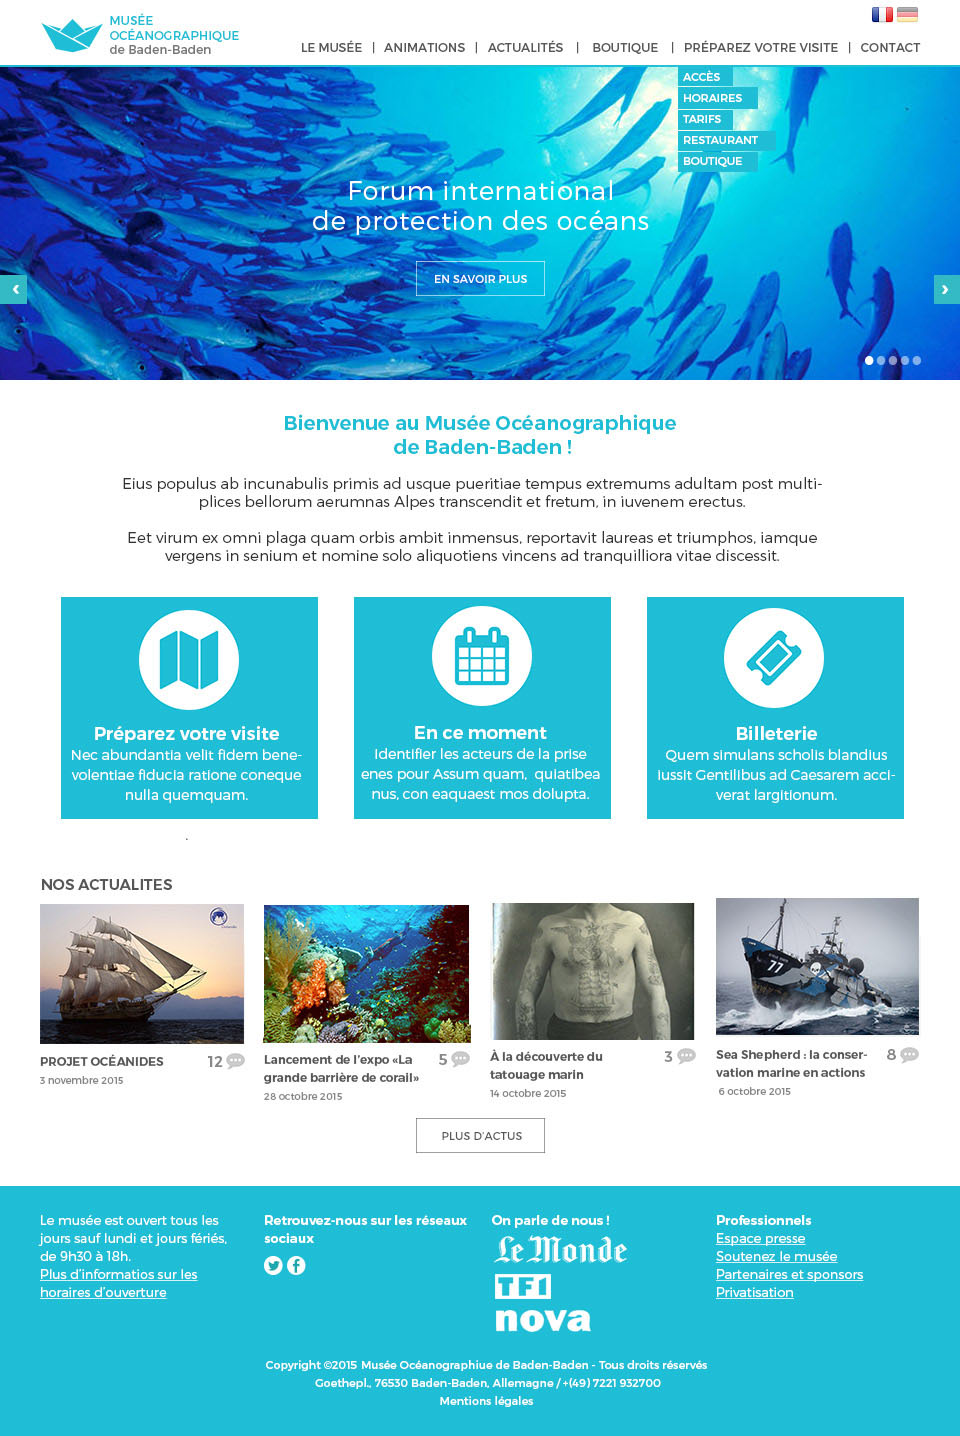 MUSÉE
OCÉANOGRAPHIQUE
de Baden-Baden
LE MUSÉE | ANIMATIONS | ACTUALITÉS | BOUTIQUE | PRÉPAREZ VOTRE VISITE | CONTACT
ACCÈS
HORAIRES
TARIFS
RESTAURANT
BOUTIQUE
Forum international
de protection des océans
EN SAVOIR PLUS
‹ ›
Bienvenue au Musée Océanographique
de Baden-Baden !
Eius populus ab incunabulis primis ad usque pueritiae tempus extremums adultam post multi-
plices bellorum aerumnas Alpes transcendit et fretum, in iuvenem erectus.
Eet virum ex omni plaga quam orbis ambit inmensus, reportavit laureas et triumphos, iamque
vergens in senium et nomine solo aliquotiens vincens ad tranquilliora vitae discessit.
Préparez votre visite
Nec abundantia velit fidem bene-
volentiae fiducia ratione coneque
nulla quemquam.
En ce moment
Identifier les acteurs de la prise
enes pour Assum quam, quiatibea
nus, con eaquaest mos dolupta.
Billeterie
Quem simulans scholis blandius
iussit Gentilibus ad Caesarem acci-
verat largitionum.
.
NOS ACTUALITES
PROJET OCÉANIDES 12
3 novembre 2015
Lancement de l'expo «La 5
grande barrière de corail»
28 octobre 2015
À la découverte du 3
tatouage marin
14 octobre 2015
77
Sea Shepherd : la conser- 8
vation marine en actions
6 octobre 2015
PLUS D'ACTUS
Le musée est ouvert tous les
jours sauf lundi et jours fériés,
de 9h30 à 18h.
Plus d'informatios sur les
horaires d'ouverture
Retrouvez-nous sur les réseaux
sociaux
On parle de nous !
Le Monde
TF1
nova
Professionnels
Espace presse
Soutenez le musée
Partenaires et sponsors
Privatisation
Copyright ©2015 Musée Océanographiue de Baden-Baden - Tous droits réservés
Goethepl., 76530 Baden-Baden, Allemagne / +(49) 7221 932700
Mentions légales